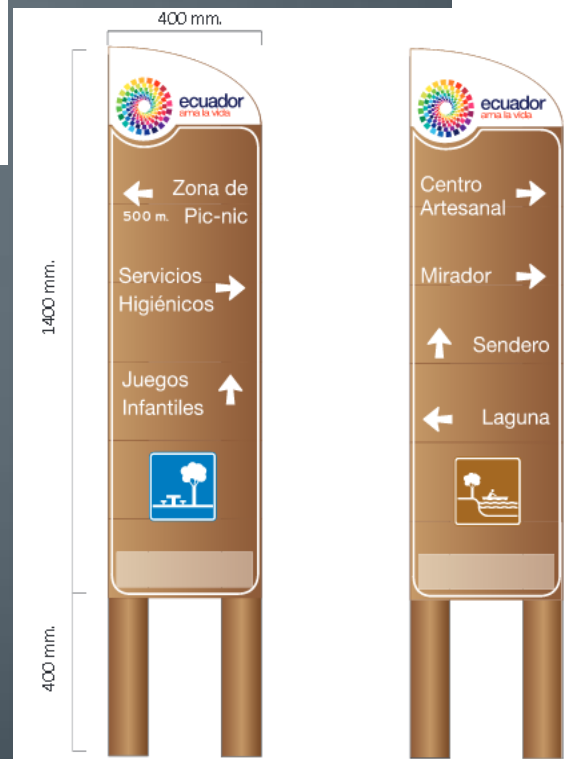 400 mm.
ecuador
ama la vida
Zona de
500 m. Pic-nic
Servicios
Higiénicos
Juegos
Infantiles
1400 mm.
400 mm.
ecuador
ama la vida
Centro
Artesanal
Mirador
Sendero
Laguna